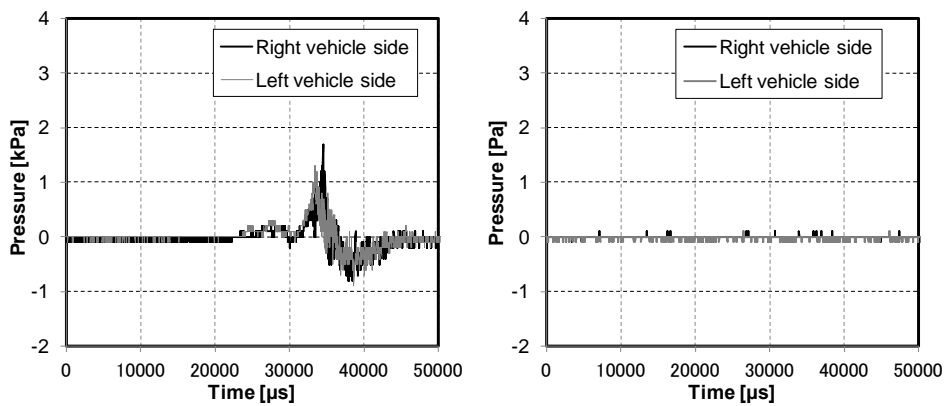 4
3
2
1
0
-1
-2
Pressure [kPa]
Right vehicle side
Left vehicle side
0 10000 20000 30000 40000 50000
Time [µs]
4
3
2
1
0
-1
-2
Pressure [Pa]
Right vehicle side
Left vehicle side
0 10000 20000 30000 40000 50000
Time [µs]